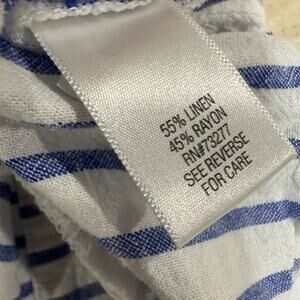 55% LINEN
45% RAYON
RN#73277
SEE REVERSE
FOR CARE